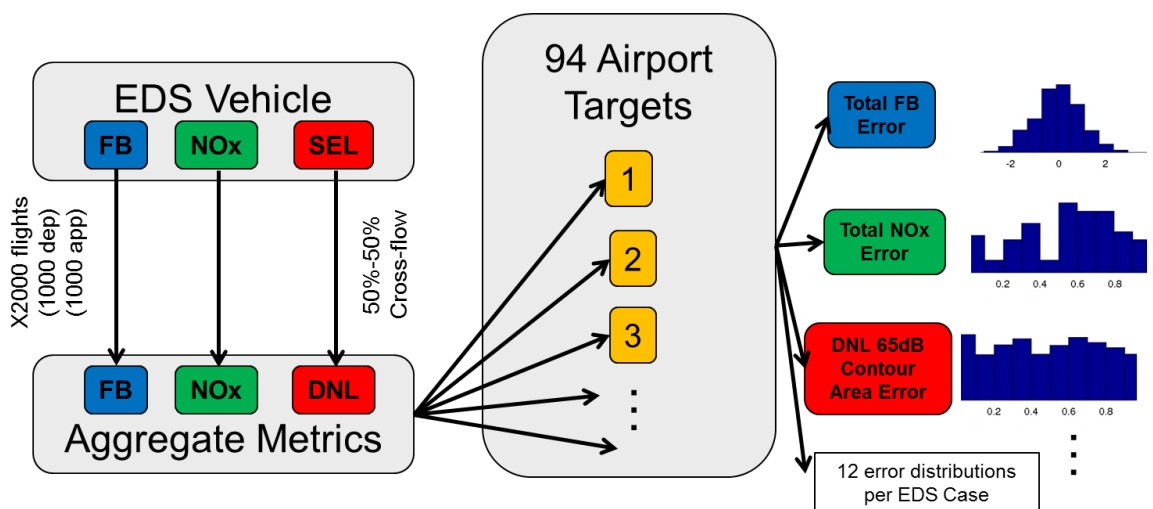 EDS Vehicle
FB
NOx
SEL
X2000 flights
(1000 dep)
(1000 app)
50%-50%
Cross-flow
FB
NOx
DNL
Aggregate Metrics
94 Airport
Targets
1
2
3
Total FB
Error
-2 0 2
Total NOx
Error
0.2 0.4 0.6 0.8
DNL 65dB
Contour
Area Error
0.2 0.4 0.6 0.8
12 error distributions
per EDS Case